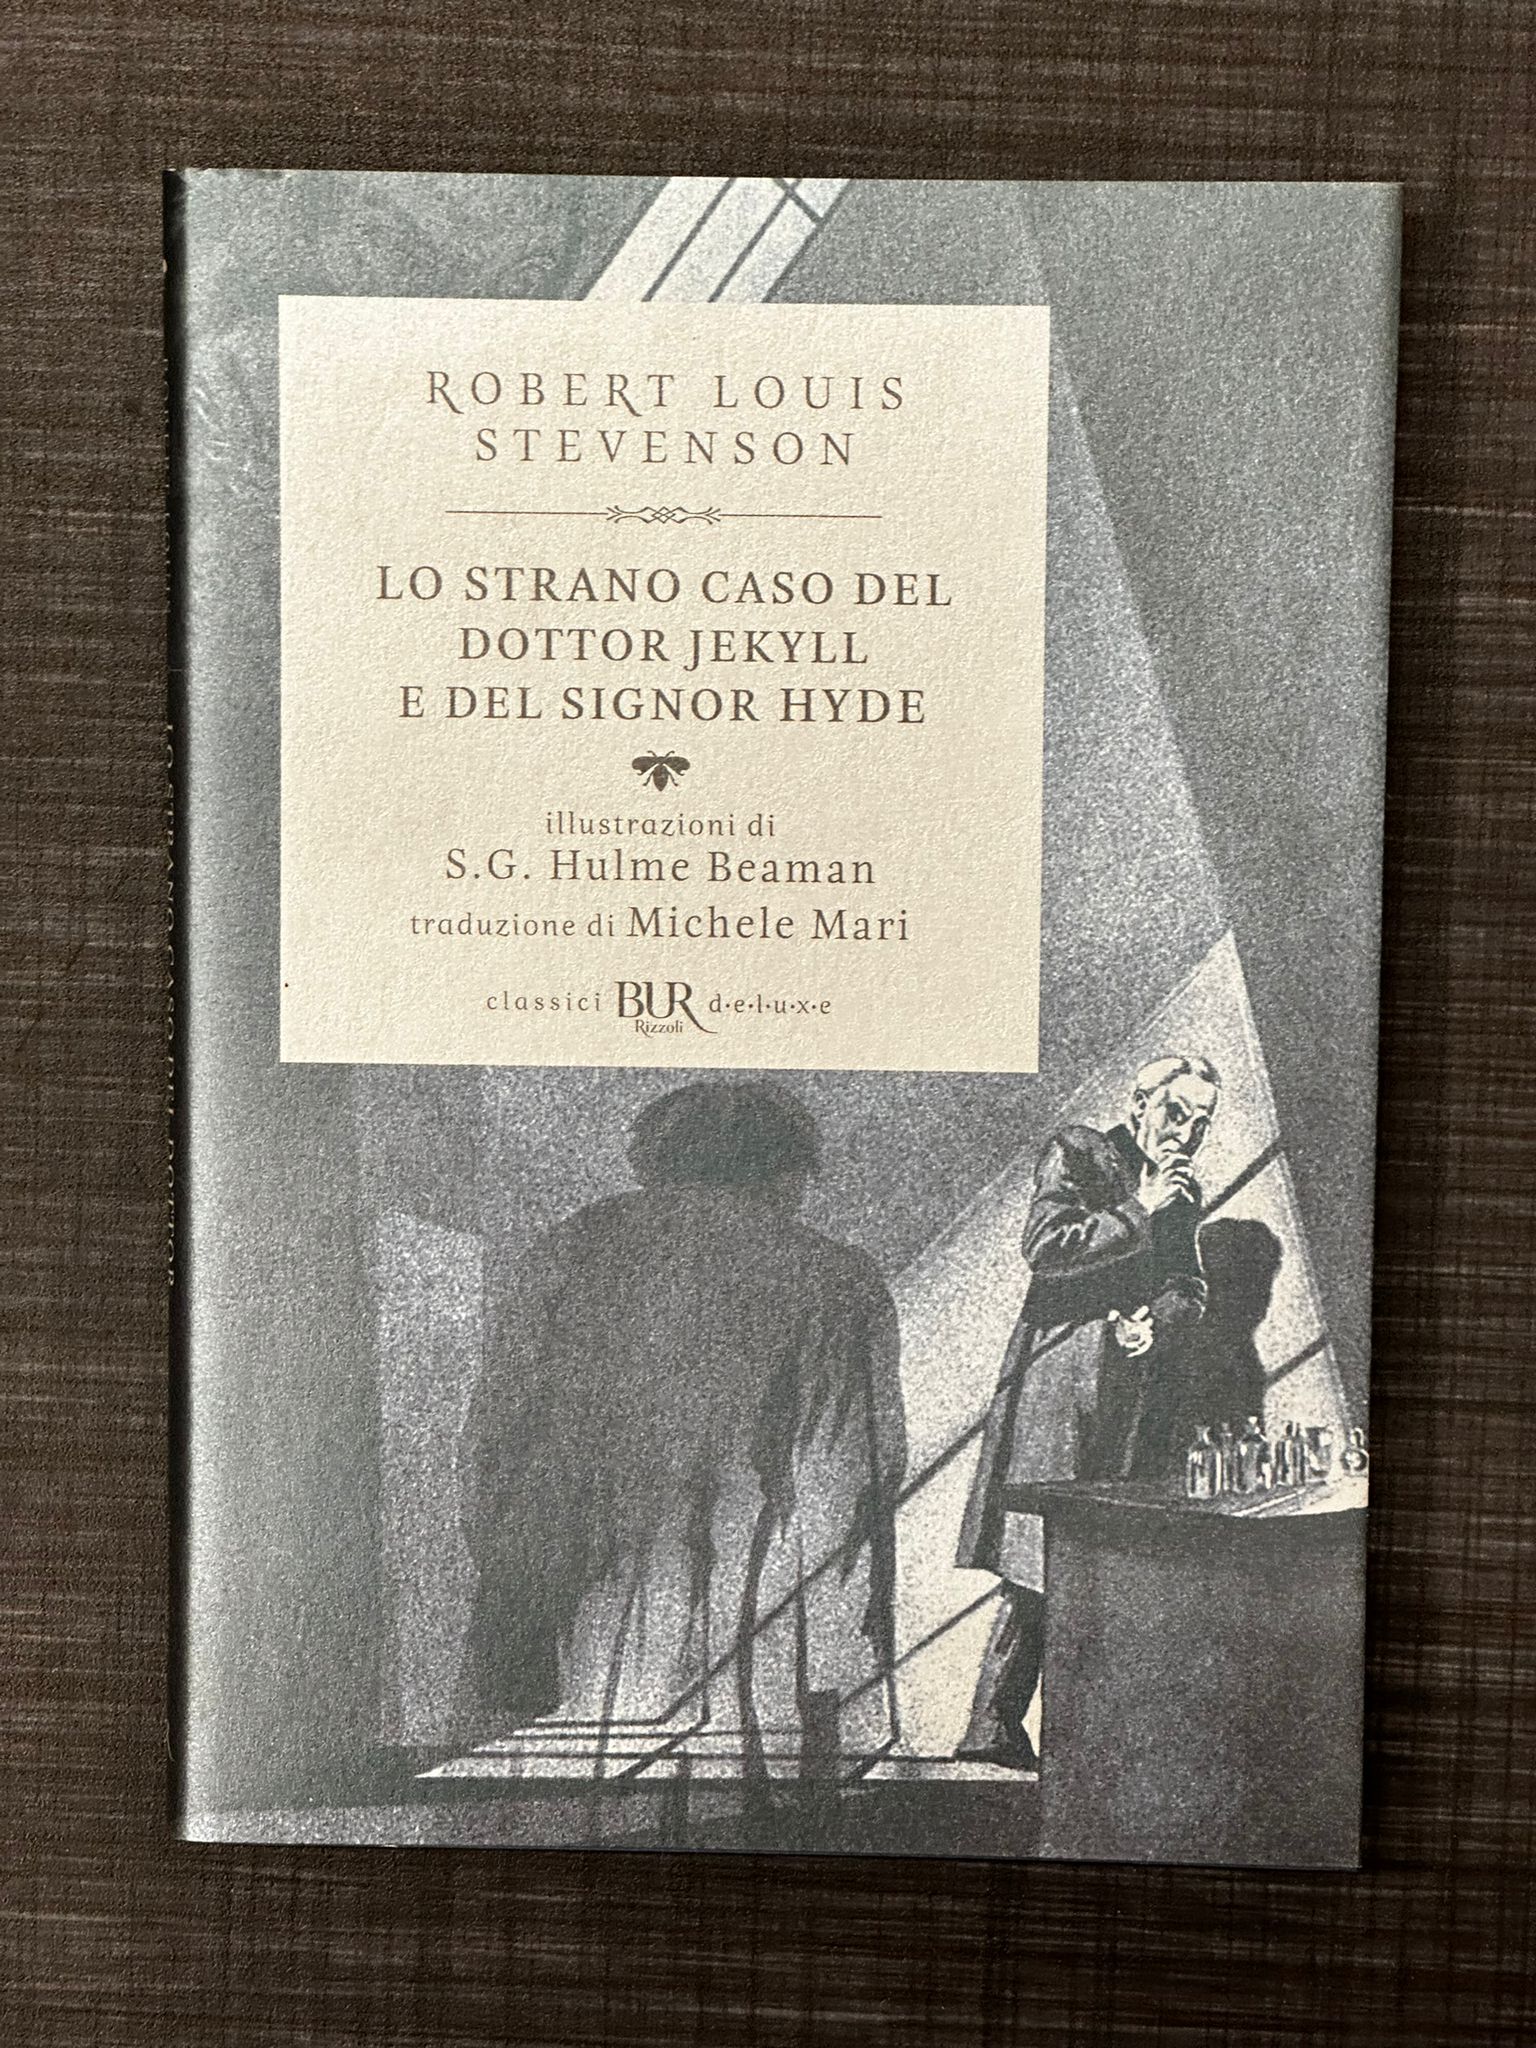 ROBERT LOUIS
STEVENSON
LO STRANO CASO DEL
DOTTOR JEKYLL
E DEL SIGNOR HYDE
illustrazioni di
S.G. Hulme Beaman
traduzione di Michele Mari
classici BUR d·e·l·u·x·e
Rizzoli